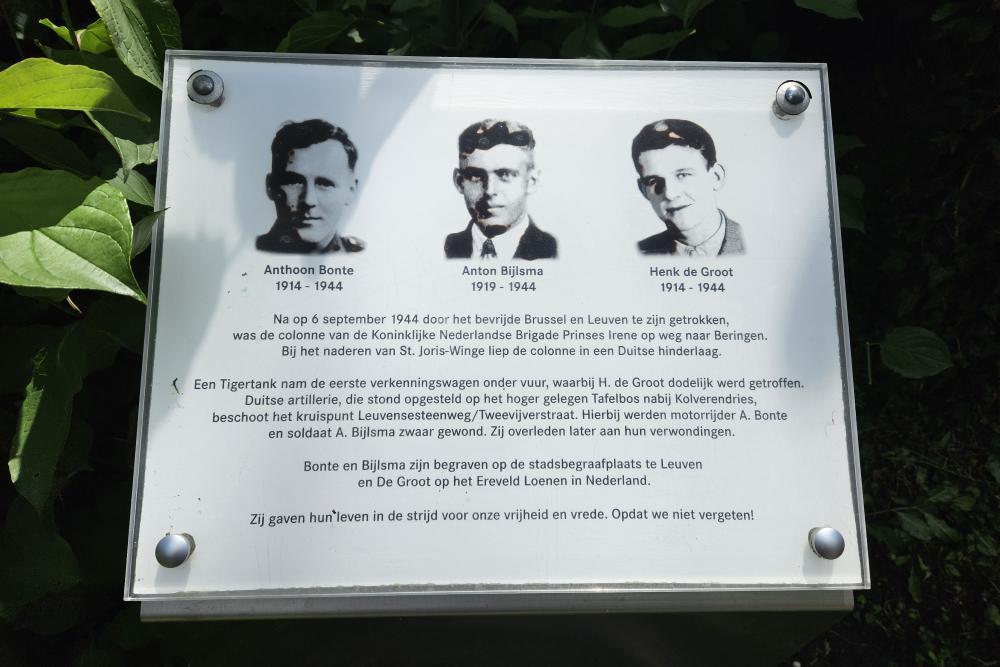 Anthoon Bonte
1914 - 1944
Anton Bijlsma
1919 - 1944
Henk de Groot
1914 - 1944
Na op 6 september 1944 door het bevrijde Brussel en Leuven te zijn getrokken,
was de colonne van de Koninklijke Nederlandse Brigade Prinses Irene op weg naar Beringen.
Bij het naderen van St. Joris-Winge liep de colonne in een Duitse hinderlaag.
Een Tigertank nam de eerste verkenningswagen onder vuur, waarbij H. de Groot dodelijk werd getroffen.
Duitse artillerie, die stond opgesteld op het hoger gelegen Tafelbos nabij Kolverendries,
beschoot het kruispunt Leuvensesteenweg/Tweevijverstraat. Hierbij werden motorrijder A. Bonte
en soldaat A. Bijlsma zwaar gewond. Zij overleden later aan hun verwondingen.
Bonte en Bijlsma zijn begraven op de stadsbegraafplaats te Leuven
en De Groot op het Ereveld Loenen in Nederland.
Zij gaven hun leven in de strijd voor onze vrijheid en vrede. Opdat we niet vergeten!